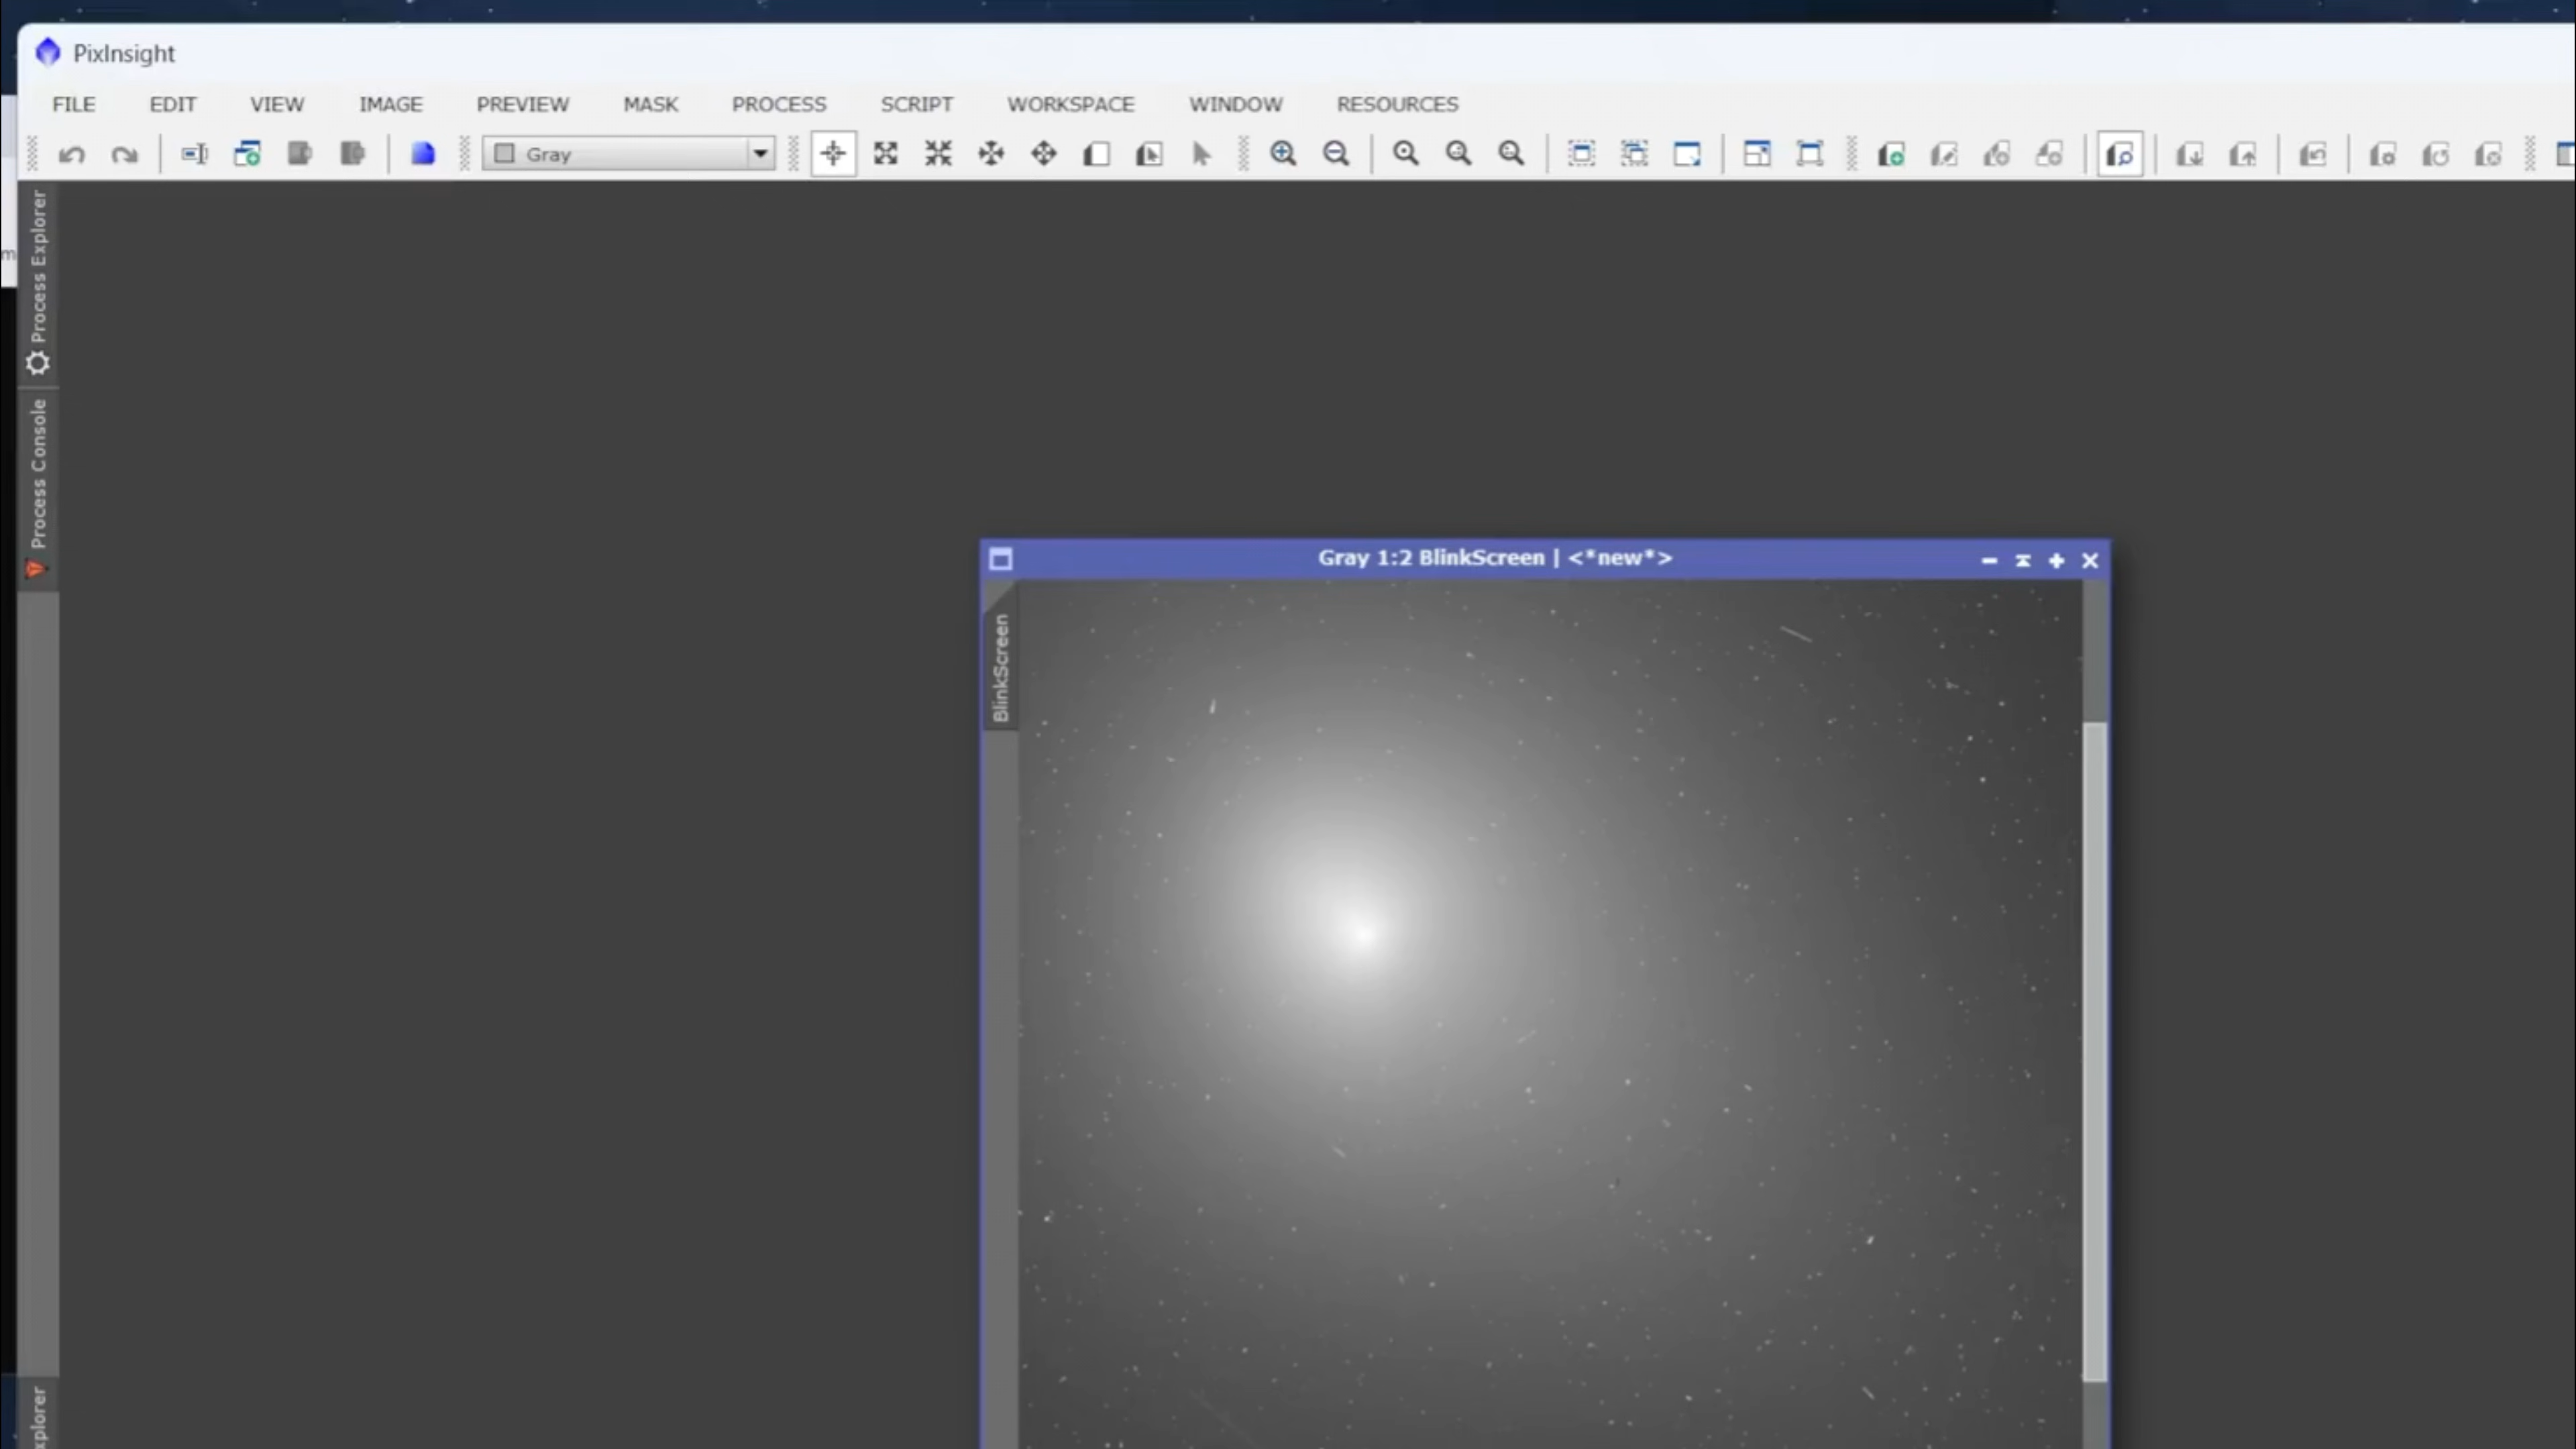 PixInsight
FILE EDIT VIEW IMAGE PREVIEW MASK PROCESS SCRIPT WORKSPACE WINDOW RESOURCES
Gray
Process Explorer
Process Console
Gray 1:2 BlinkScreen | <*new*>
BlinkScreen
xplorer
m